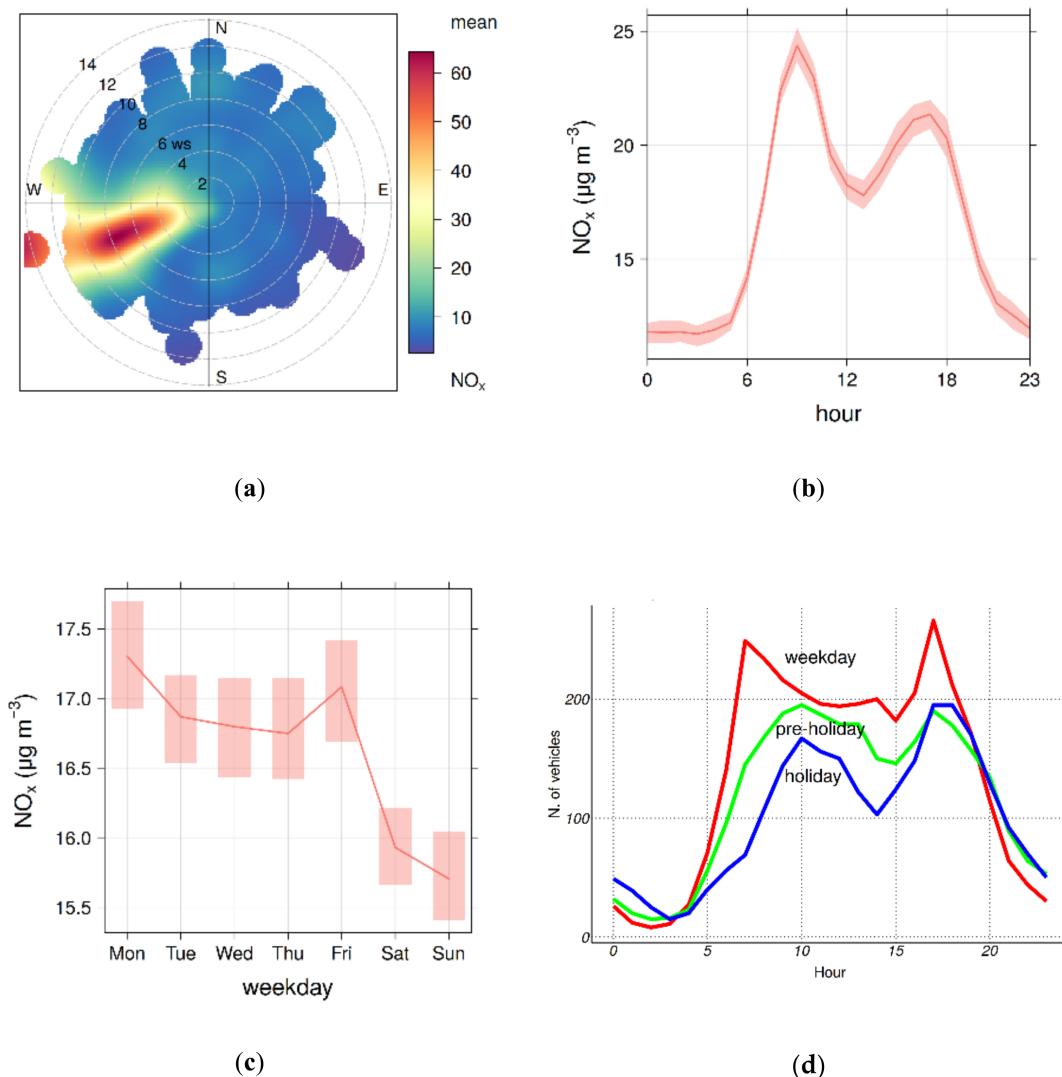 mean
N
14
12
10
8
6 ws
4
2
W
E
S
60
50
40
30
20
10
NOₓ
(a)
25
20
15
NOₓ (µg m⁻³)
0 6 12 18 23
hour
(b)
17.5
17.0
16.5
16.0
15.5
NOₓ (µg m⁻³)
Mon Tue Wed Thu Fri Sat Sun
weekday
(c)
200
100
0
N. of vehicles
weekday
pre-holiday
holiday
0 5 10 15 20
Hour
(d)